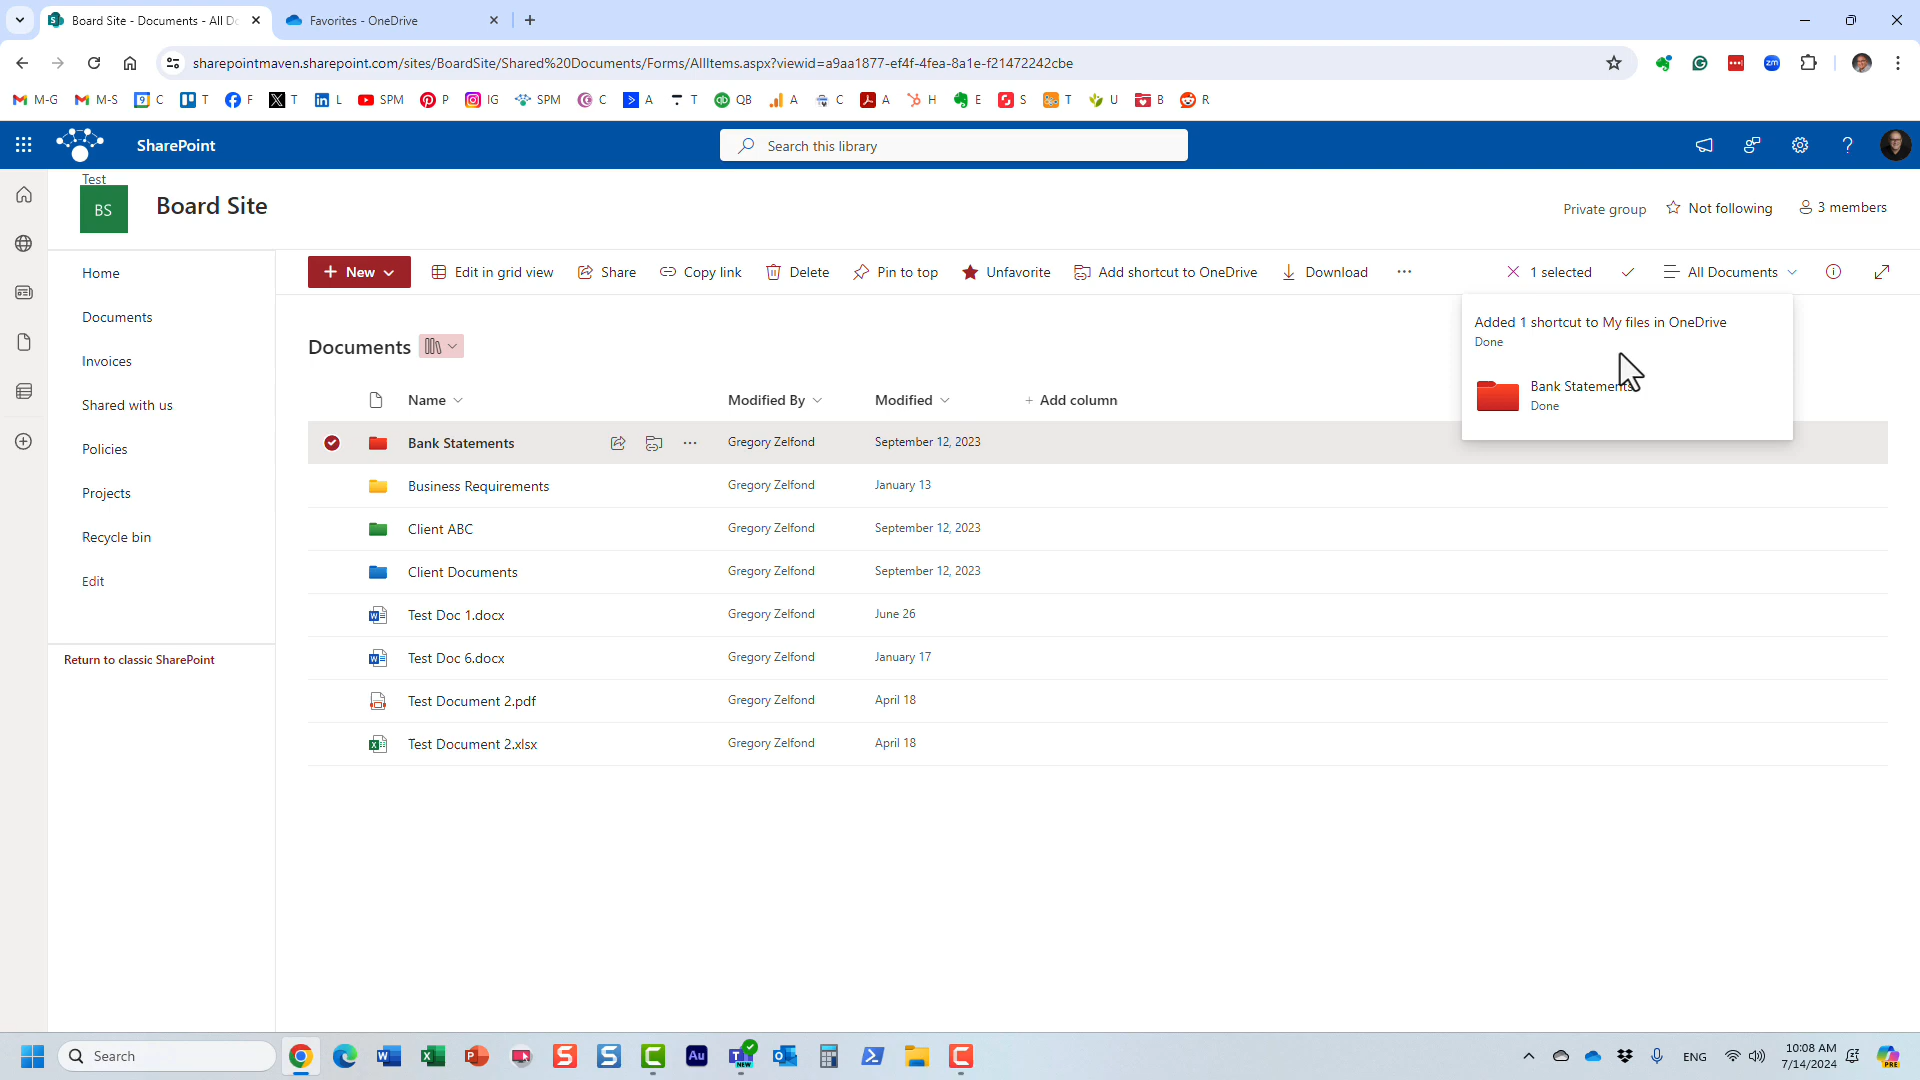 Board Site - Documents - All Do
Favorites - OneDrive
sharepointmaven.sharepoint.com/sites/BoardSite/Shared%20Documents/Forms/AllItems.aspx?viewid=a9aa1877-ef4f-4fea-8a1e-f21472242cbe
M-G M-S C T F T L SPM P IG SPM C A T QB A C A H E S T U B R
SharePoint
Search this library
Test
BS
Board Site
Private group
Not following
3 members
Home
Documents
Invoices
Shared with us
Policies
Projects
Recycle bin
Edit
Return to classic SharePoint
+ New
Edit in grid view
Share
Copy link
Delete
Pin to top
Unfavorite
Add shortcut to OneDrive
Download
1 selected
All Documents
Added 1 shortcut to My files in OneDrive
Done
Bank Statements
Done
Documents
Name Modified By Modified + Add column
Bank Statements Gregory Zelfond September 12, 2023
Business Requirements Gregory Zelfond January 13
Client ABC Gregory Zelfond September 12, 2023
Client Documents Gregory Zelfond September 12, 2023
Test Doc 1.docx Gregory Zelfond June 26
Test Doc 6.docx Gregory Zelfond January 17
Test Document 2.pdf Gregory Zelfond April 18
Test Document 2.xlsx Gregory Zelfond April 18
Search
ENG
10:08 AM
7/14/2024